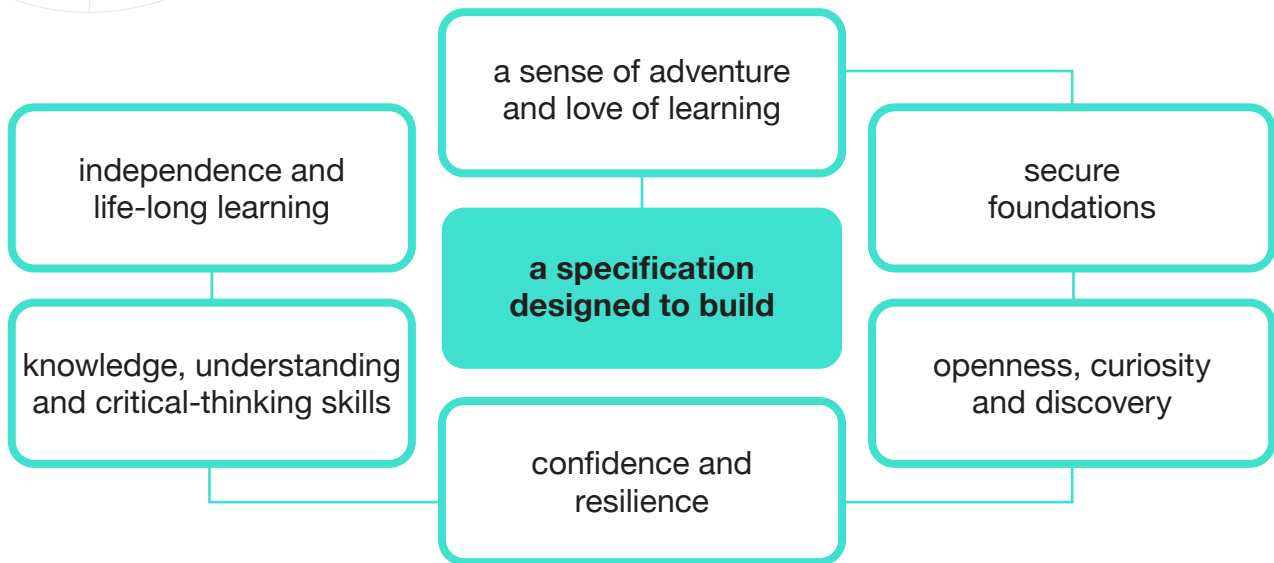 a specification
designed to build
a sense of adventure
and love of learning
secure
foundations
openness, curiosity
and discovery
confidence and
resilience
knowledge, understanding
and critical-thinking skills
independence and
life-long learning